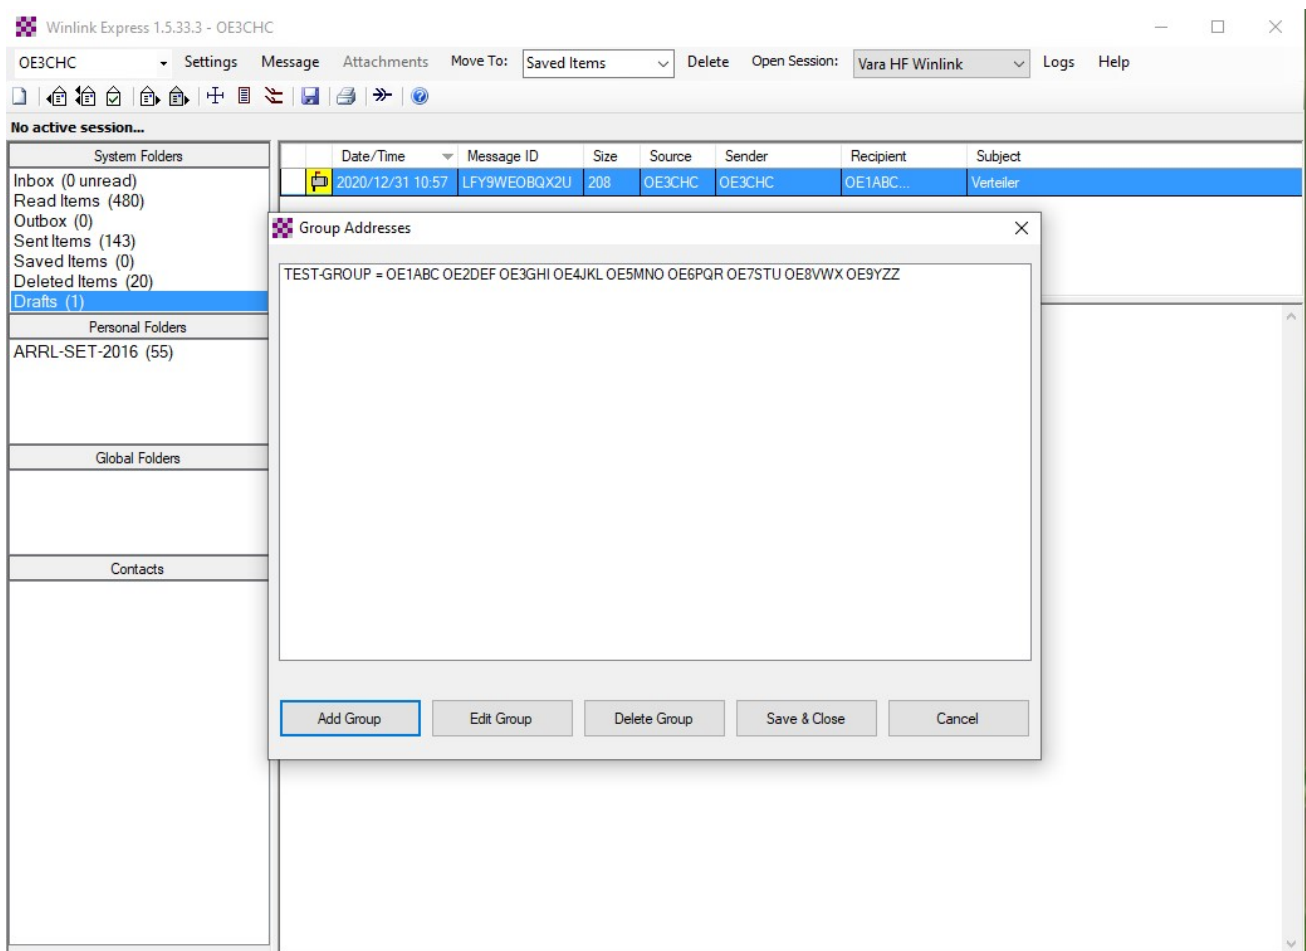 Winlink Express 1.5.33.3 - OE3CHC
OE3CHC Settings Message Attachments Move To: Saved Items Delete Open Session: Vara HF Winlink Logs Help
No active session...
System Folders
Inbox (0 unread)
Read Items (480)
Outbox (0)
Sent Items (143)
Saved Items (0)
Deleted Items (20)
Drafts (1)
Personal Folders
ARRL-SET-2016 (55)
Global Folders
Contacts
Date/Time Message ID Size Source Sender Recipient Subject
2020/12/31 10:57 LFY9WEOBQX2U 208 OE3CHC OE3CHC OE1ABC... Verteiler
Group Addresses
TEST-GROUP = OE1ABC OE2DEF OE3GHI OE4JKL OE5MNO OE6PQR OE7STU OE8VWX OE9YZZ
Add Group Edit Group Delete Group Save & Close Cancel